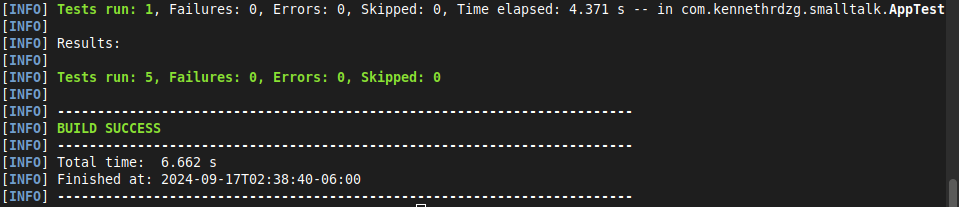 [INFO] Tests run: 1, Failures: 0, Errors: 0, Skipped: 0, Time elapsed: 4.371 s -- in com.kennethrdzg.smalltalk.AppTest
[INFO]
[INFO] Results:
[INFO]
[INFO] Tests run: 5, Failures: 0, Errors: 0, Skipped: 0
[INFO]
[INFO] ------------------------------------------------------------------------
[INFO] BUILD SUCCESS
[INFO] ------------------------------------------------------------------------
[INFO] Total time:  6.662 s
[INFO] Finished at: 2024-09-17T02:38:40-06:00
[INFO] ------------------------------------------------------------------------